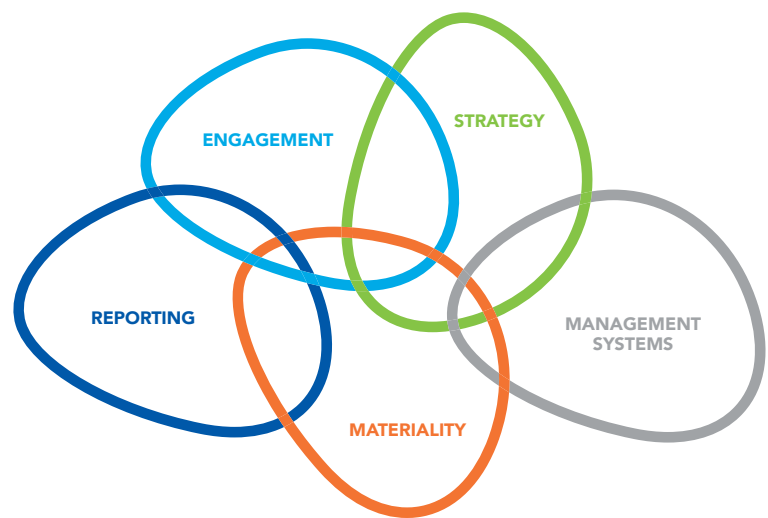 STRATEGY
ENGAGEMENT
REPORTING
MANAGEMENT
SYSTEMS
MATERIALITY